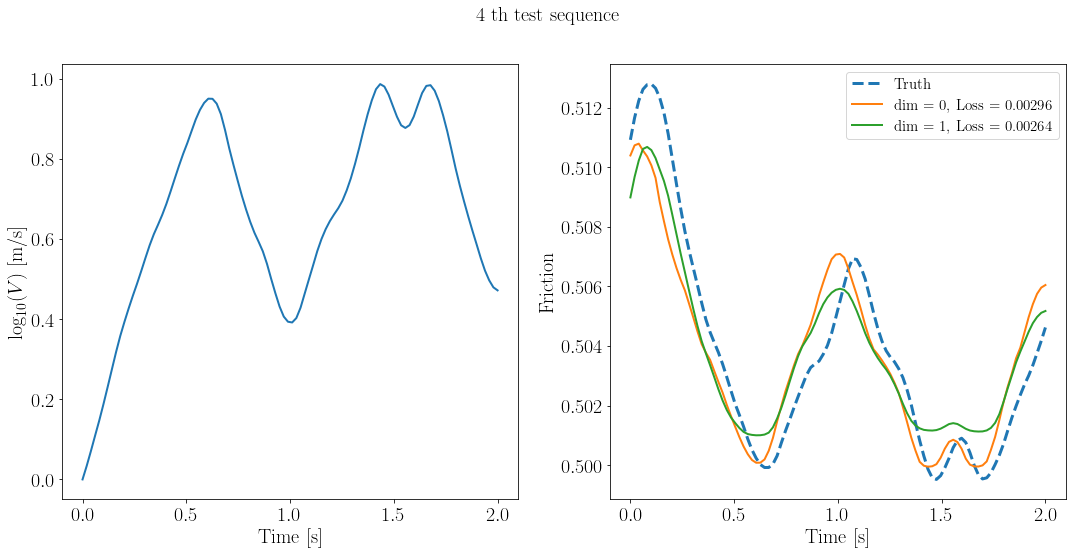 4 th test sequence
log₁₀(V) [m/s]
1.0
0.8
0.6
0.4
0.2
0.0
0.0 0.5 1.0 1.5 2.0
Time [s]
Friction
0.512
0.510
0.508
0.506
0.504
0.502
0.500
0.0 0.5 1.0 1.5 2.0
Time [s]
Truth
dim = 0, Loss = 0.00296
dim = 1, Loss = 0.00264